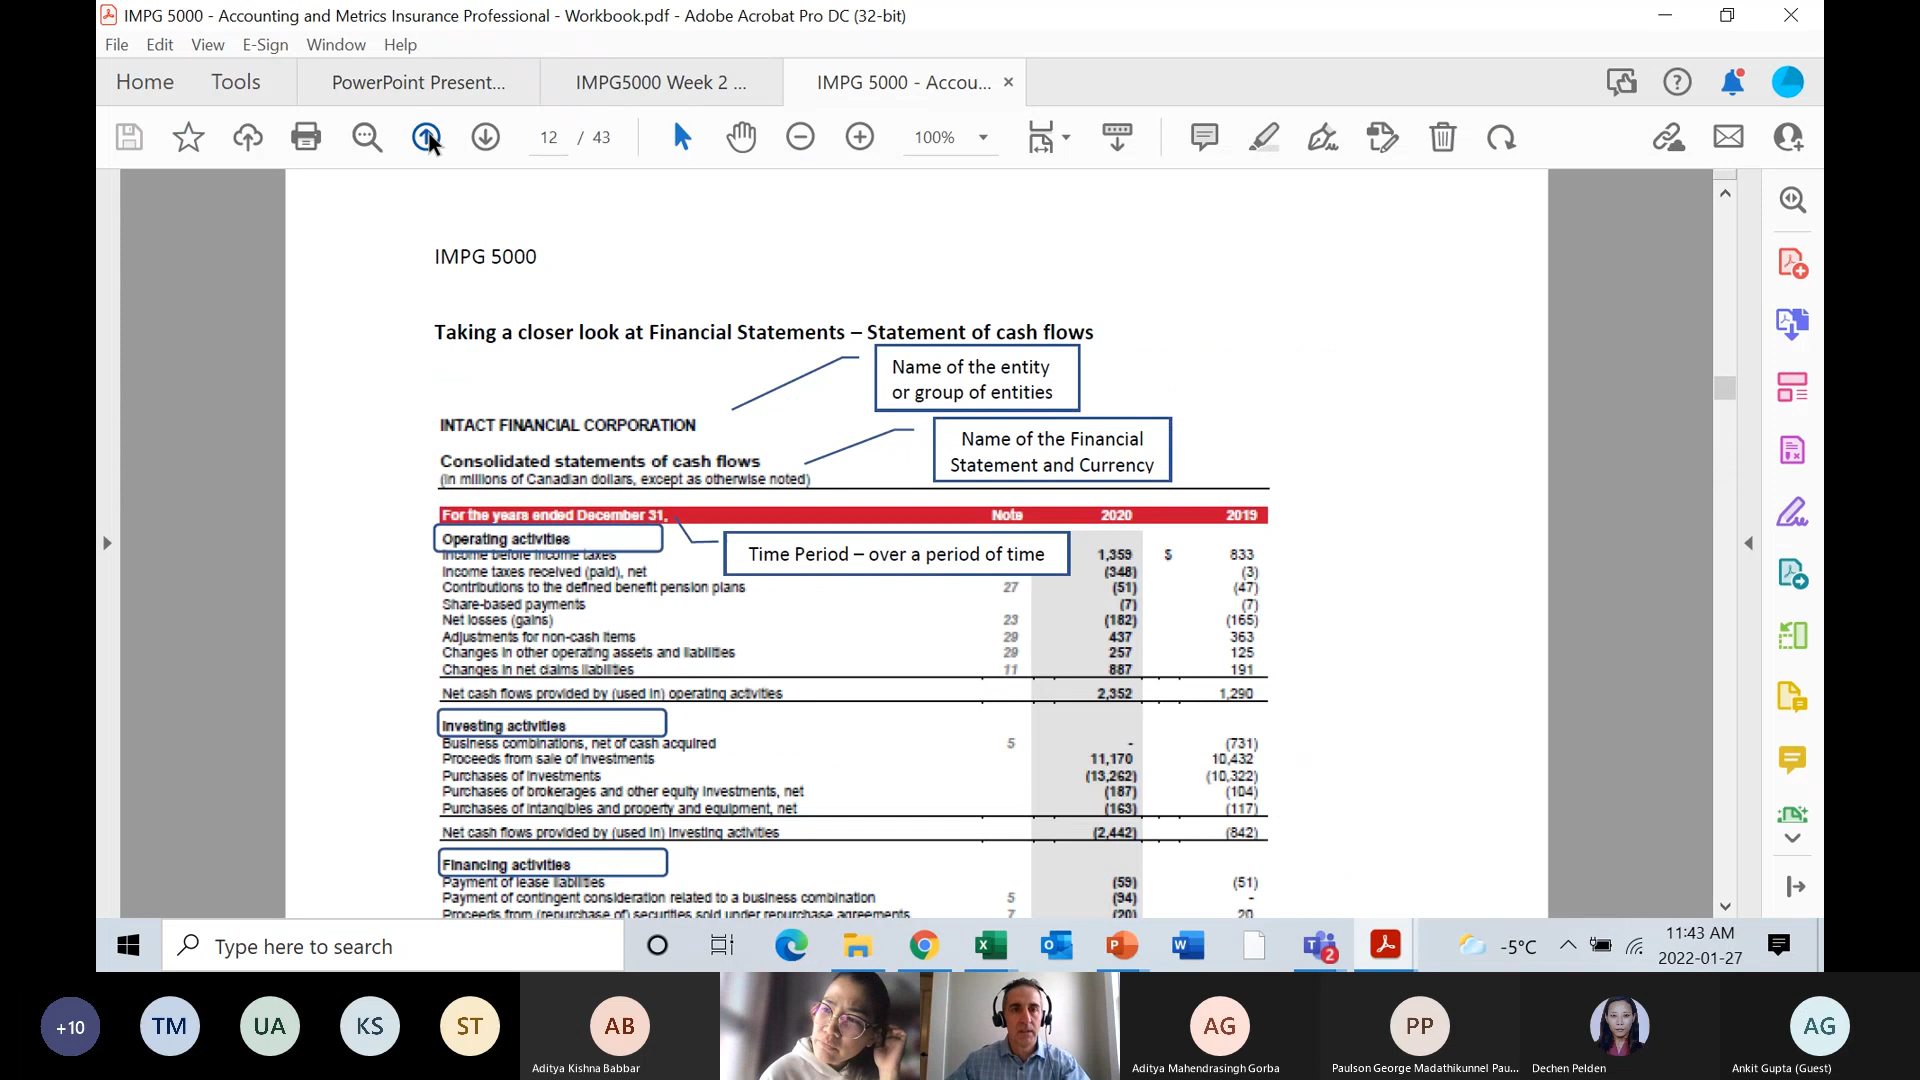 IMPG 5000 - Accounting and Metrics Insurance Professional - Workbook.pdf - Adobe Acrobat Pro DC (32-bit)
File Edit View E-Sign Window Help
Home Tools PowerPoint Present... IMPG5000 Week 2 ... IMPG 5000 - Accou... ×
12 / 43 100%
IMPG 5000
Taking a closer look at Financial Statements – Statement of cash flows
Name of the entity
or group of entities
INTACT FINANCIAL CORPORATION
Name of the Financial
Statement and Currency
Consolidated statements of cash flows
(in millions of Canadian dollars, except as otherwise noted)
For the years ended December 31, Note 2020 2019
Operating activities
Time Period – over a period of time
Income before income taxes 1,359 $ 833
Income taxes received (paid), net (348) (3)
Contributions to the defined benefit pension plans 27 (51) (47)
Share-based payments (7) (7)
Net losses (gains) 23 (182) (165)
Adjustments for non-cash items 29 437 363
Changes in other operating assets and liabilities 29 257 125
Changes in net claims liabilities 11 887 191
Net cash flows provided by (used in) operating activities 2,352 1,290
Investing activities
Business combinations, net of cash acquired 5 - (731)
Proceeds from sale of investments 11,170 10,432
Purchases of investments (13,262) (10,322)
Purchases of brokerages and other equity investments, net (187) (104)
Purchases of intangibles and property and equipment, net (163) (117)
Net cash flows provided by (used in) investing activities (2,442) (842)
Financing activities
Payment of lease liabilities (59) (51)
Payment of contingent consideration related to a business combination 5 (94) -
Proceeds from (repurchase of) securities sold under repurchase agreements 7 (20) 20
Type here to search
2
-5°C
11:43 AM
2022-01-27
+10 TM UA KS ST AB AG PP AG
Aditya Kishna Babbar Aditya Mahendrasingh Gorba Paulson George Madathikunnel Pau... Dechen Pelden Ankit Gupta (Guest)